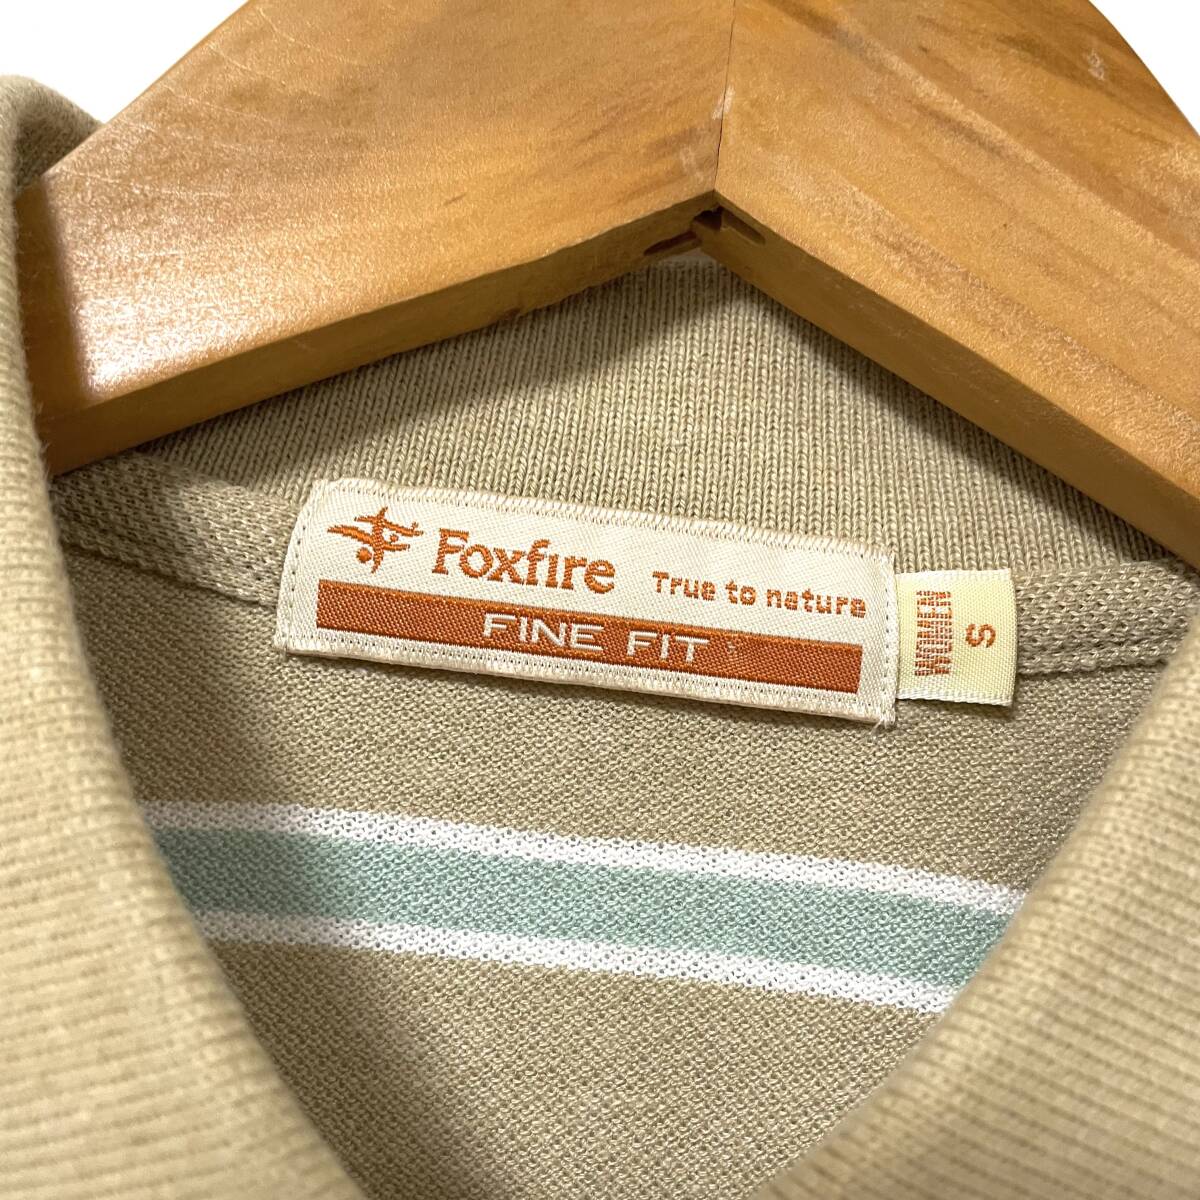 Foxfire True to nature
FINE FIT
WOMEN
S